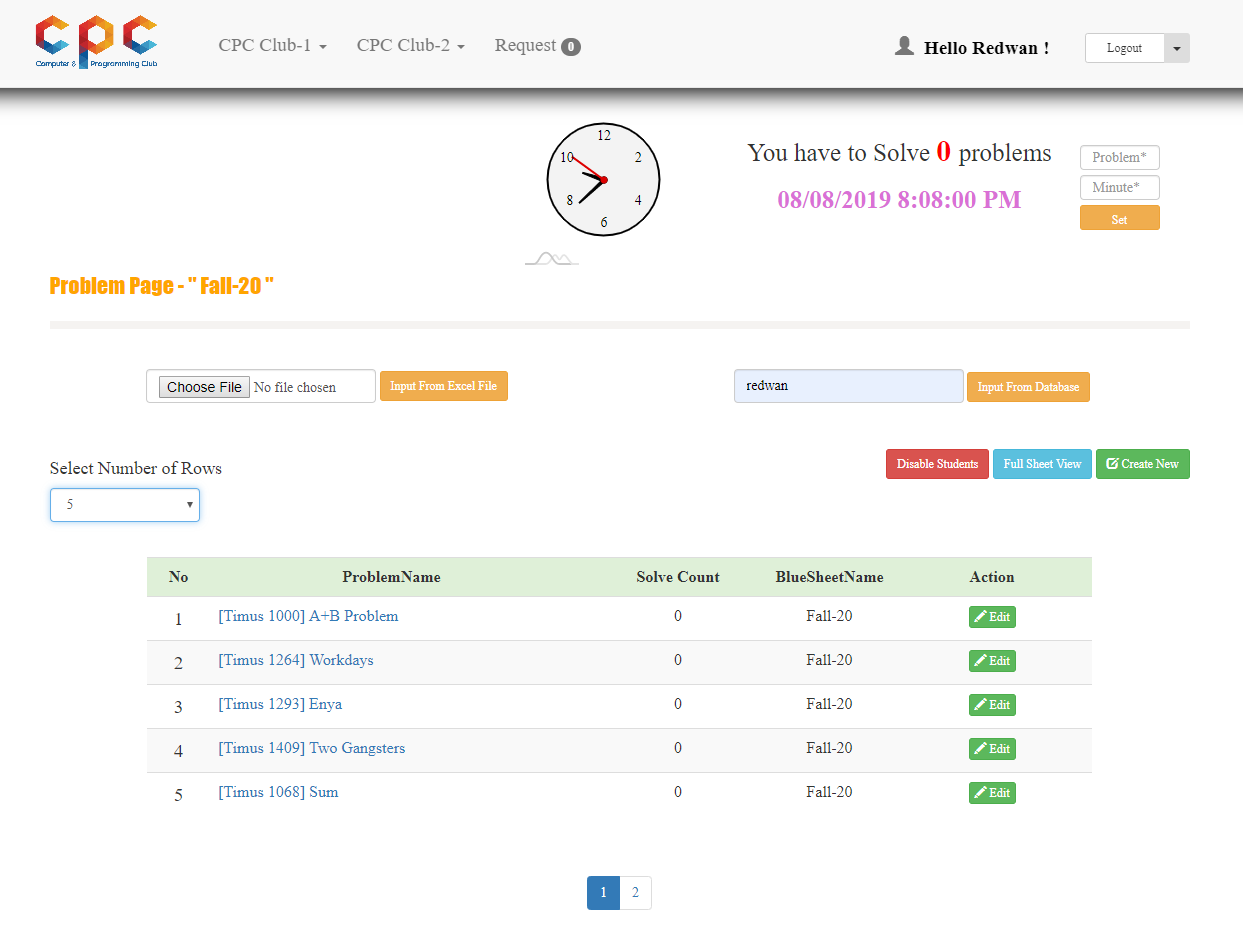 CPC
Computer & Programming Club
CPC Club-1
CPC Club-2
Request 0
Hello Redwan !
Logout
12
2
4
6
8
10
You have to Solve 0 problems
08/08/2019 8:08:00 PM
Problem*
Minute*
Set
Problem Page - " Fall-20 "
Choose File No file chosen
Input From Excel File
redwan
Input From Database
Select Number of Rows
5
Disable Students
Full Sheet View
Create New
No ProblemName Solve Count BlueSheetName Action
1 [Timus 1000] A+B Problem 0 Fall-20 Edit
2 [Timus 1264] Workdays 0 Fall-20 Edit
3 [Timus 1293] Enya 0 Fall-20 Edit
4 [Timus 1409] Two Gangsters 0 Fall-20 Edit
5 [Timus 1068] Sum 0 Fall-20 Edit
1 2